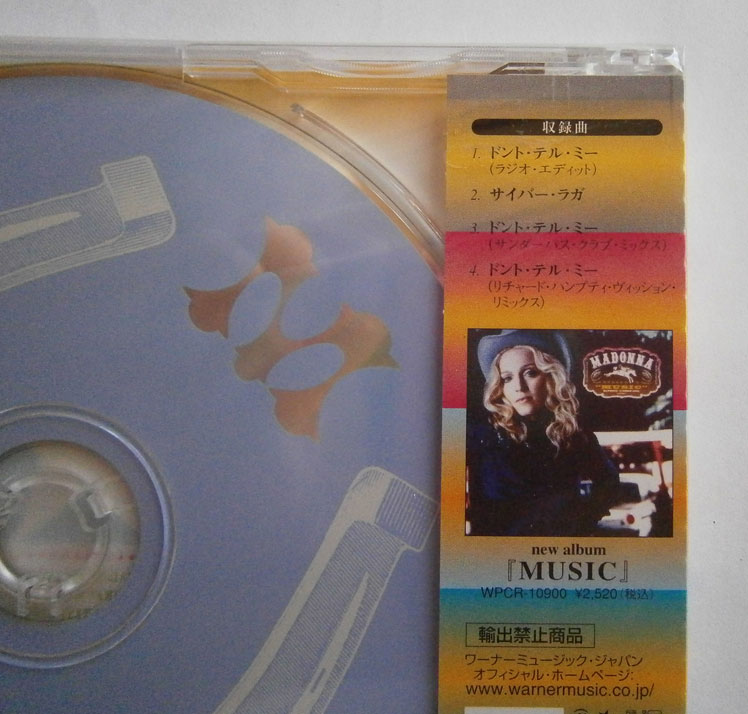 収録曲
1. ドント・テル・ミー
(ラジオ・エディット)
2. サイバー・ラガ
3. ドント・テル・ミー
(サンダーパス・クラブ・ミックス)
4. ドント・テル・ミー
(リチャード・ハンプティ・ヴィッション・
リミックス)
MADONNA
MUSIC
new album
『MUSIC』
WPCR-10900 ¥2,520(税込)
輸出禁止商品
ワーナーミュージック・ジャパン
オフィシャル・ホームページ:
www.warnermusic.co.jp/